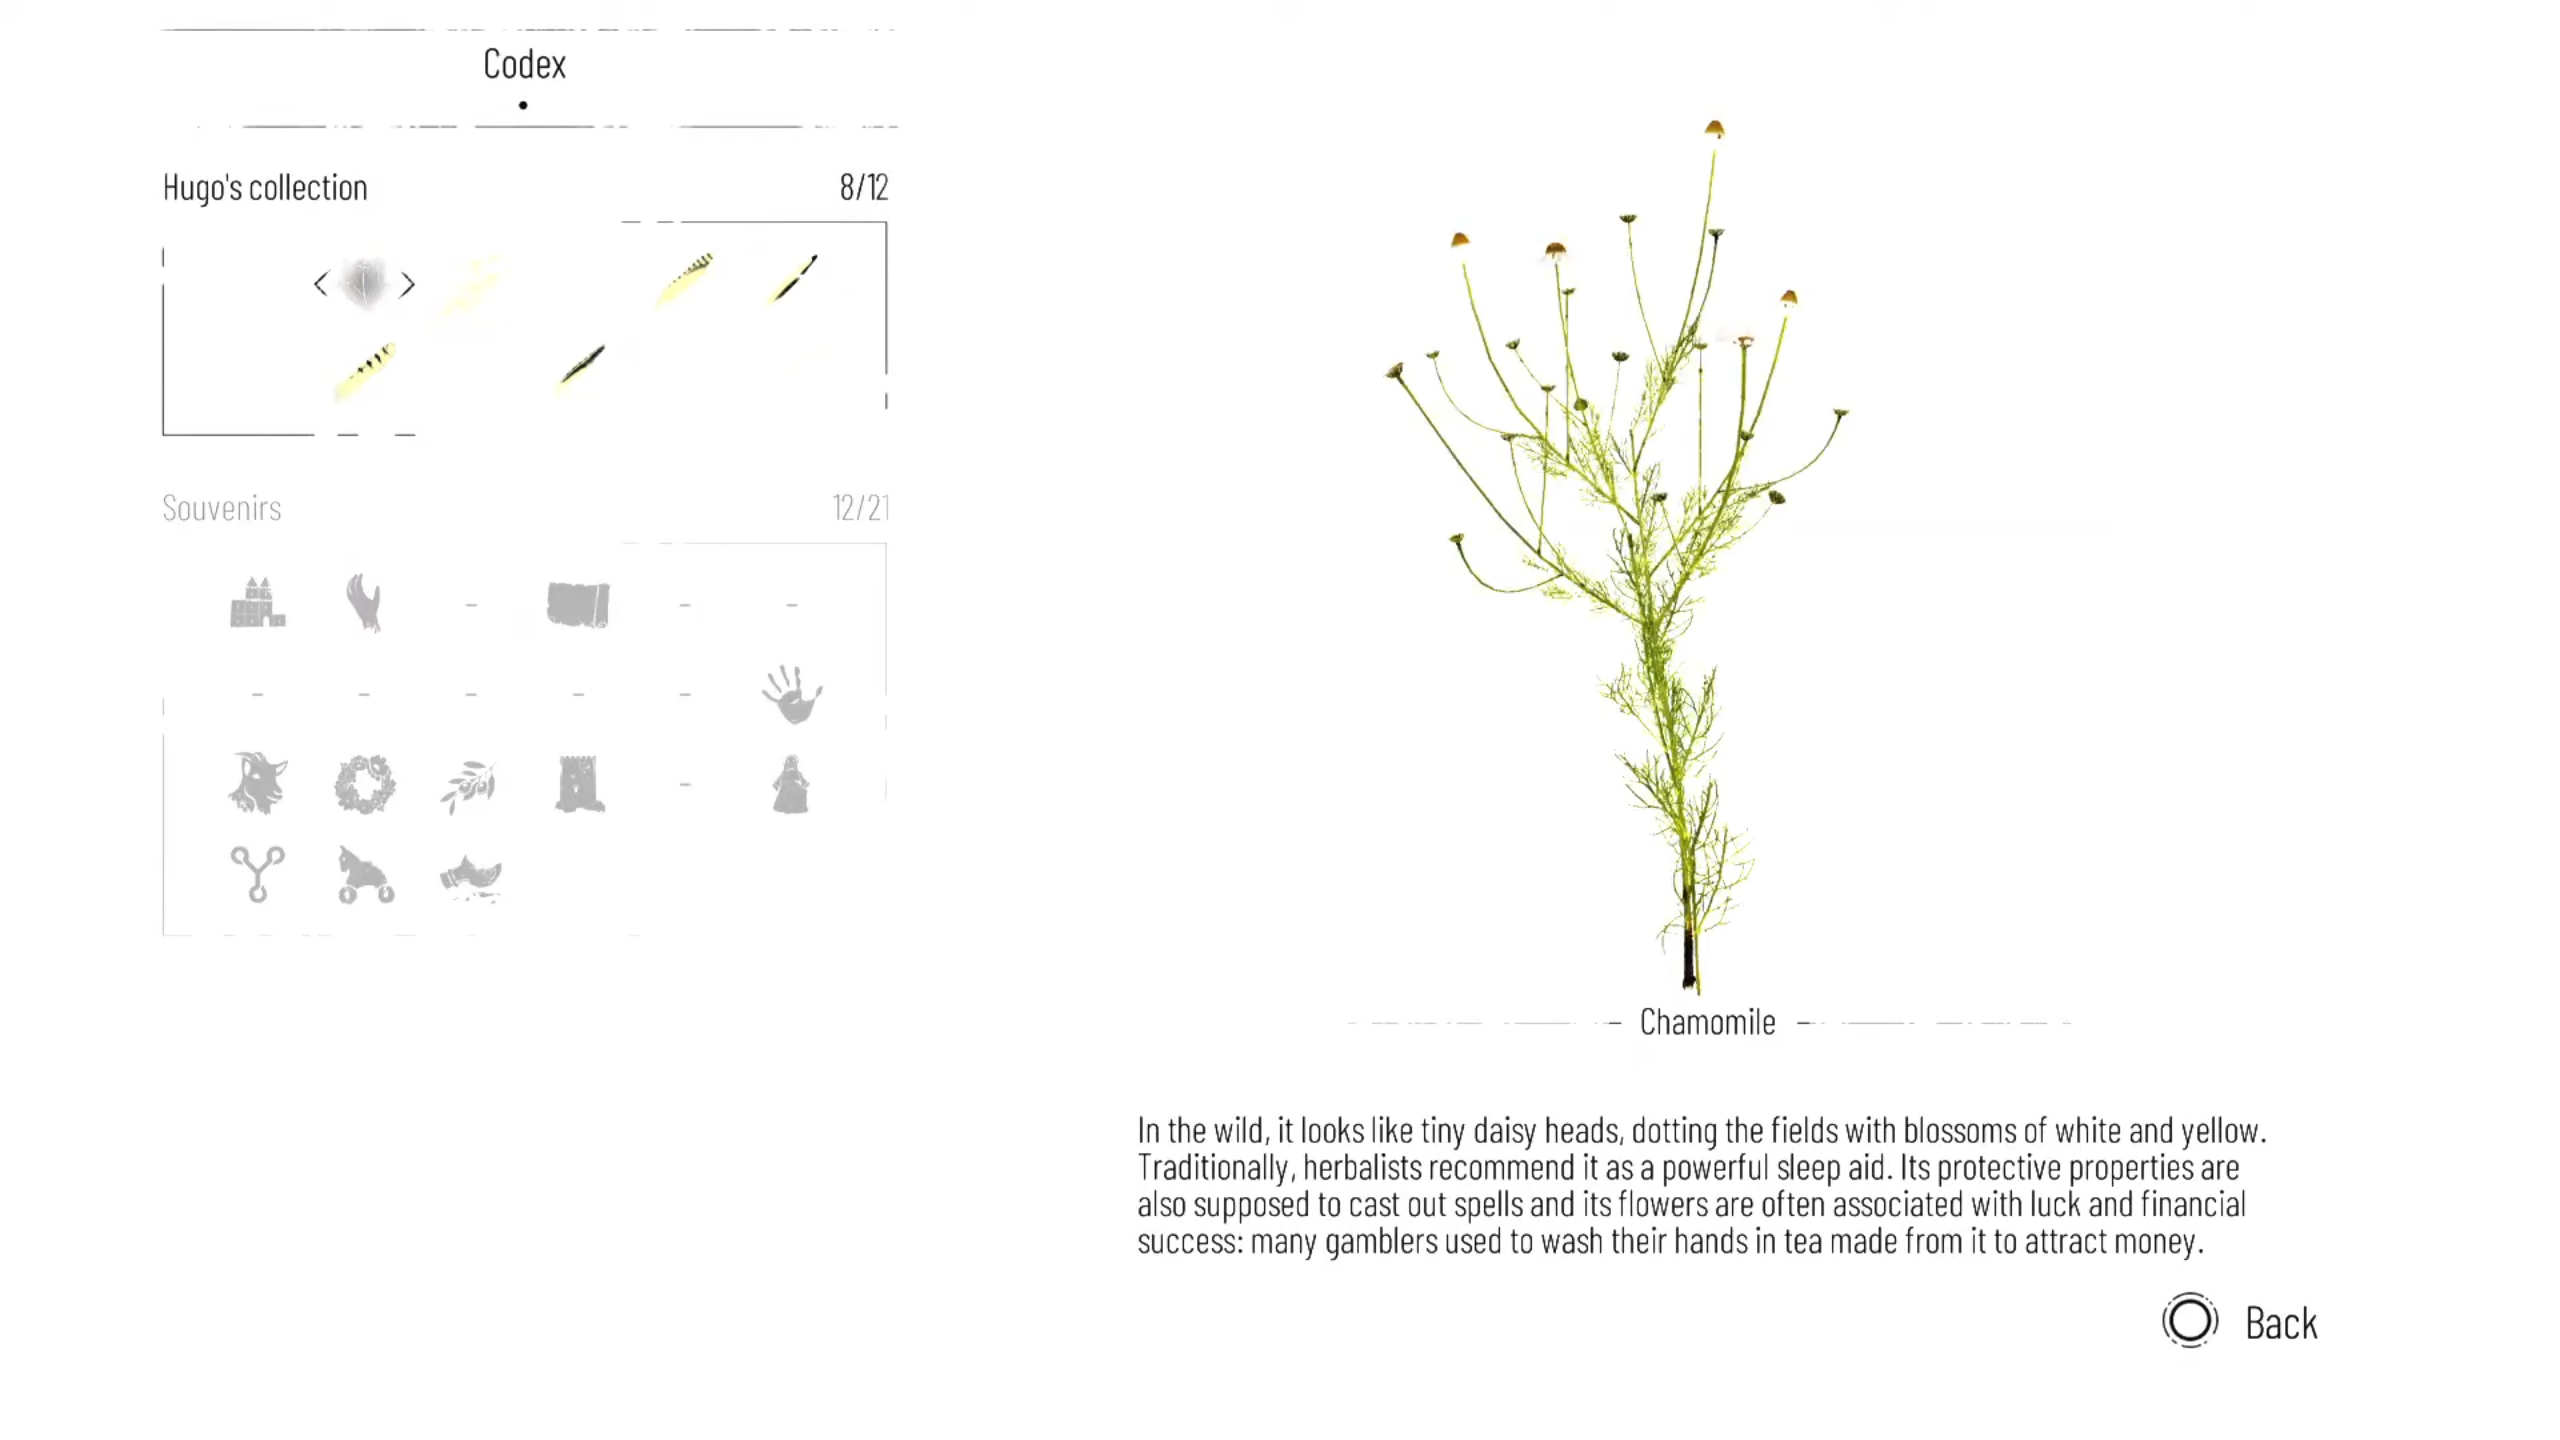 Codex
Hugo's collection 8/12
Souvenirs 12/21
Chamomile
In the wild, it looks like tiny daisy heads, dotting the fields with blossoms of white and yellow.
Traditionally, herbalists recommend it as a powerful sleep aid. Its protective properties are
also supposed to cast out spells and its flowers are often associated with luck and financial
success: many gamblers used to wash their hands in tea made from it to attract money.
Back